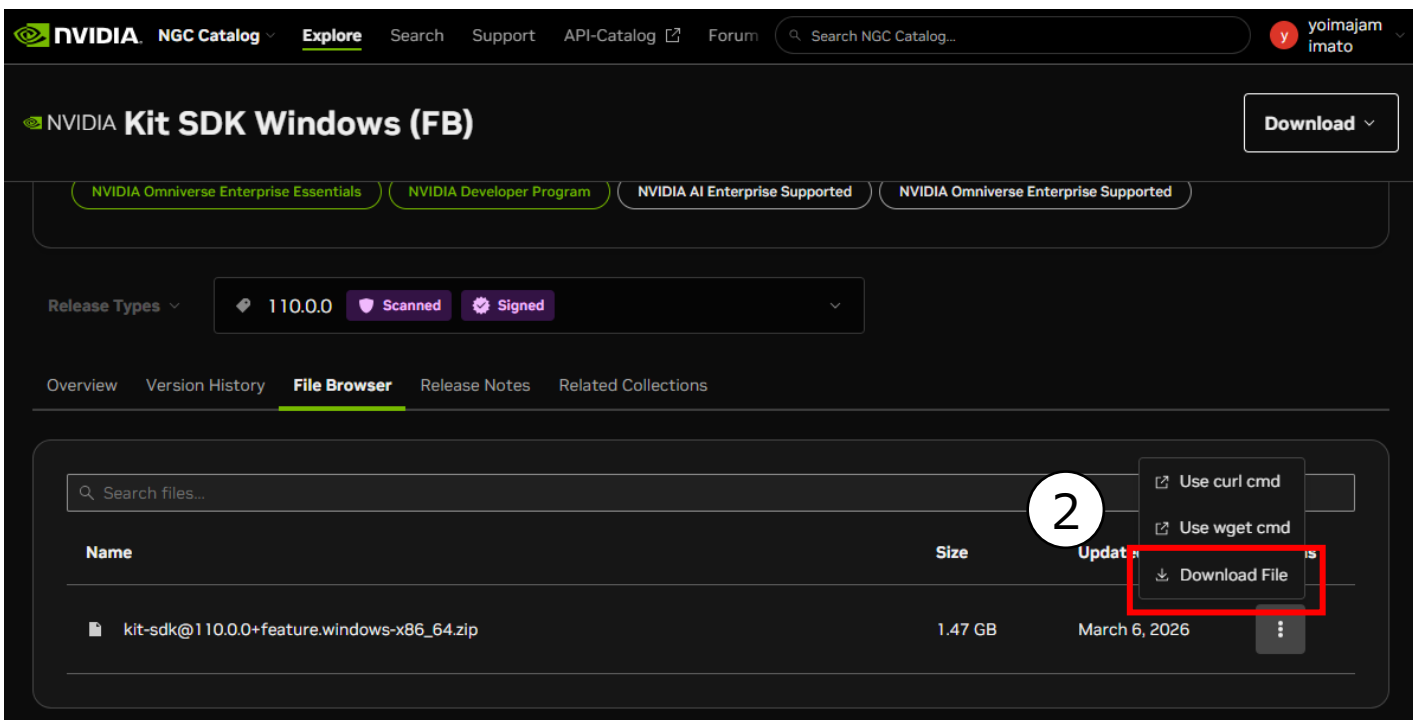 NVIDIA. NGC Catalog Explore Search Support API-Catalog Forum Search NGC Catalog... y yoimajam
imato
NVIDIA Kit SDK Windows (FB) Download
NVIDIA Omniverse Enterprise Essentials NVIDIA Developer Program NVIDIA AI Enterprise Supported NVIDIA Omniverse Enterprise Supported
Release Types 110.0.0 Scanned Signed
Overview Version History File Browser Release Notes Related Collections
Use curl cmd
Search files... 2
Use wget cmd
Name Size Update s
Download File
kit-sdk@110.0.0+feature.windows-x86_64.zip 1.47 GB March 6, 2026